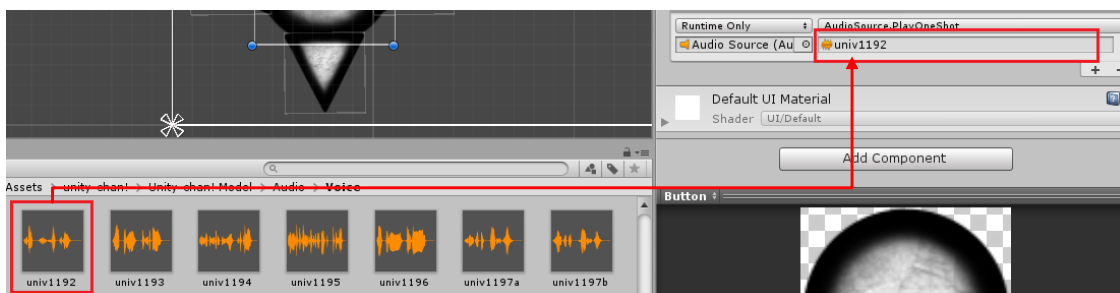 Runtime Only
AudioSource.PlayOneShot
Audio Source (Au
univ1192
Default UI Material
Shader
UI/Default
Add Component
Assets > unity-chan! > Unity-chan! Model > Audio > Voice
Button
univ1192
univ1193
univ1194
univ1195
univ1196
univ1197a
univ1197b